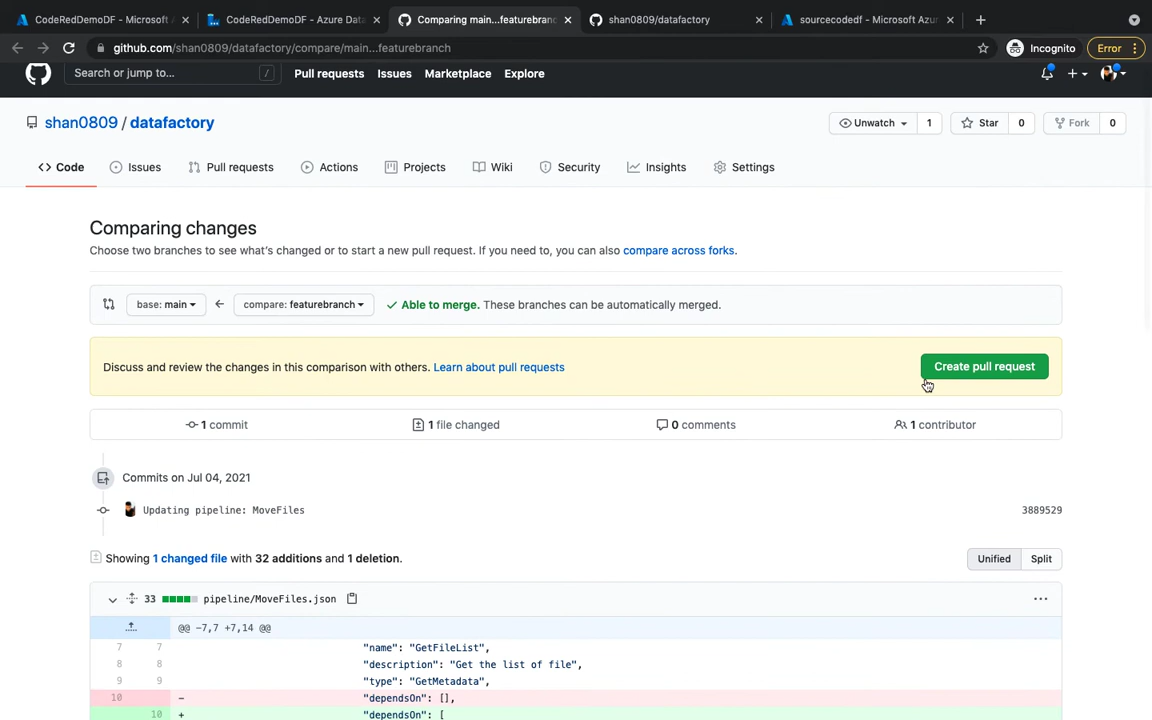 CodeRedDemoDF - Microsoft A
CodeRedDemoDF - Azure Data
Comparing main...featurebranc
shan0809/datafactory
sourcecodedf - Microsoft Azur
github.com/shan0809/datafactory/compare/main...featurebranch
Incognito
Error
Search or jump to...
/
Pull requests
Issues
Marketplace
Explore
shan0809 / datafactory
Unwatch
1
Star
0
Fork
0
Code
Issues
Pull requests
Actions
Projects
Wiki
Security
Insights
Settings
Comparing changes
Choose two branches to see what's changed or to start a new pull request. If you need to, you can also compare across forks.
base: main
compare: featurebranch
Able to merge. These branches can be automatically merged.
Discuss and review the changes in this comparison with others. Learn about pull requests
Create pull request
1 commit
1 file changed
0 comments
1 contributor
Commits on Jul 04, 2021
Updating pipeline: MoveFiles
3889529
Showing 1 changed file with 32 additions and 1 deletion.
Unified
Split
33
pipeline/MoveFiles.json
@@ -7,7 +7,14 @@
7 7 "name": "GetFileList",
8 8 "description": "Get the list of file",
9 9 "type": "GetMetadata",
10 - "dependsOn": [],
10 + "dependsOn": [